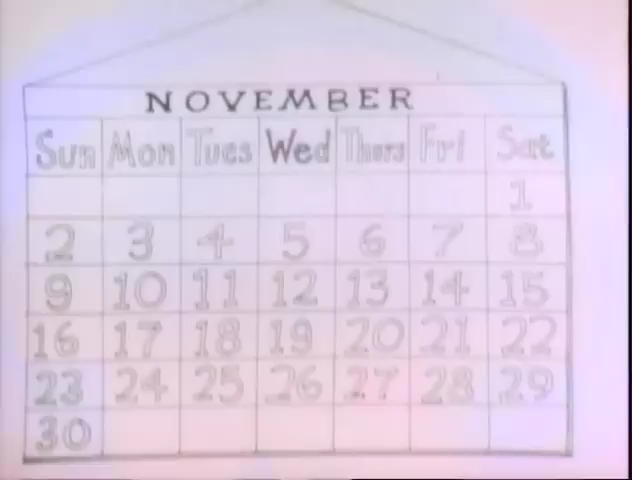 NOVEMBER
Sun Mon Tues Wed Thurs Fri Sat
1
2 3 4 5 6 7 8
9 10 11 12 13 14 15
16 17 18 19 20 21 22
23 24 25 26 27 28 29
30